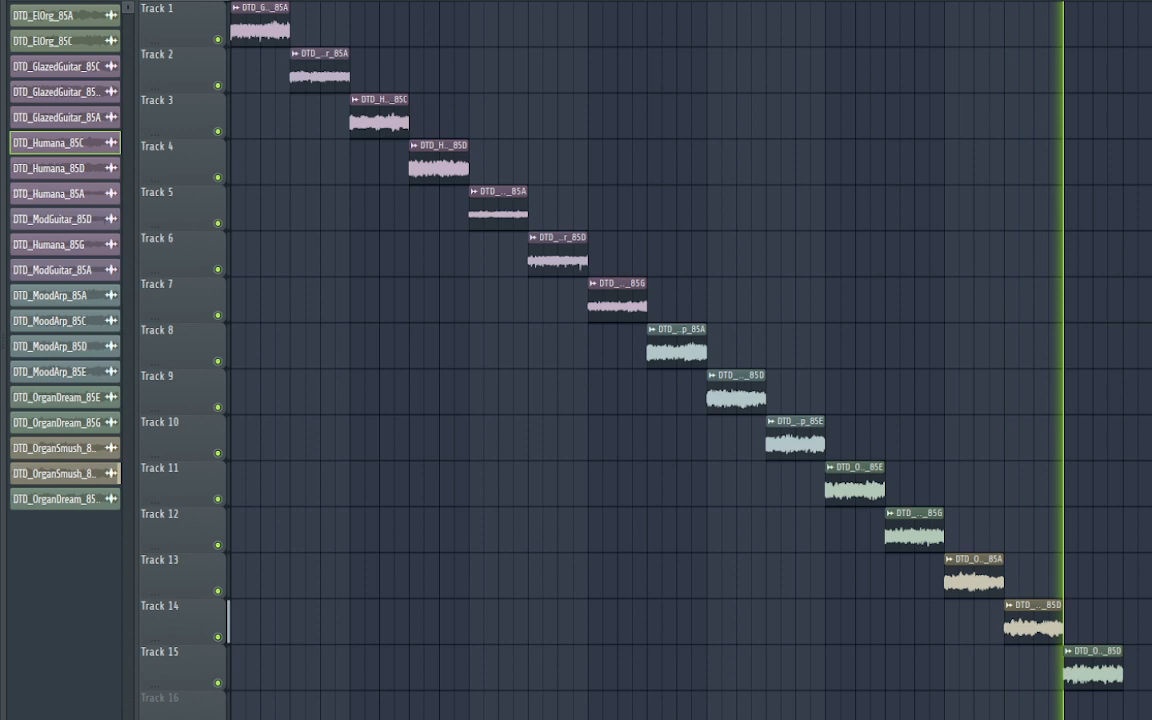 DTD_ElOrg_85A
DTD_ElOrg_85C
DTD_GlazedGuitar_85C
DTD_GlazedGuitar_85..
DTD_GlazedGuitar_85A
DTD_Humana_85C
DTD_Humana_85D
DTD_Humana_85A
DTD_ModGuitar_85D
DTD_Humana_85G
DTD_ModGuitar_85A
DTD_MoodArp_85A
DTD_MoodArp_85C
DTD_MoodArp_85D
DTD_MoodArp_85E
DTD_OrganDream_85E
DTD_OrganDream_85G
DTD_OrganSmush_8..
DTD_OrganSmush_8..
DTD_OrganDream_85..
Track 1
DTD_G.._85A
Track 2
DTD_...r_85A
Track 3
DTD_H.._85C
Track 4
DTD_H.._85D
Track 5
DTD_..._85A
Track 6
DTD_...r_85D
Track 7
DTD_..._85G
Track 8
DTD_...p_85A
Track 9
DTD_..._85D
Track 10
DTD_...p_85E
Track 11
DTD_O.._85E
Track 12
DTD_..._85G
Track 13
DTD_O.._85A
Track 14
DTD_..._85D
Track 15
DTD_O.._85D
Track 16